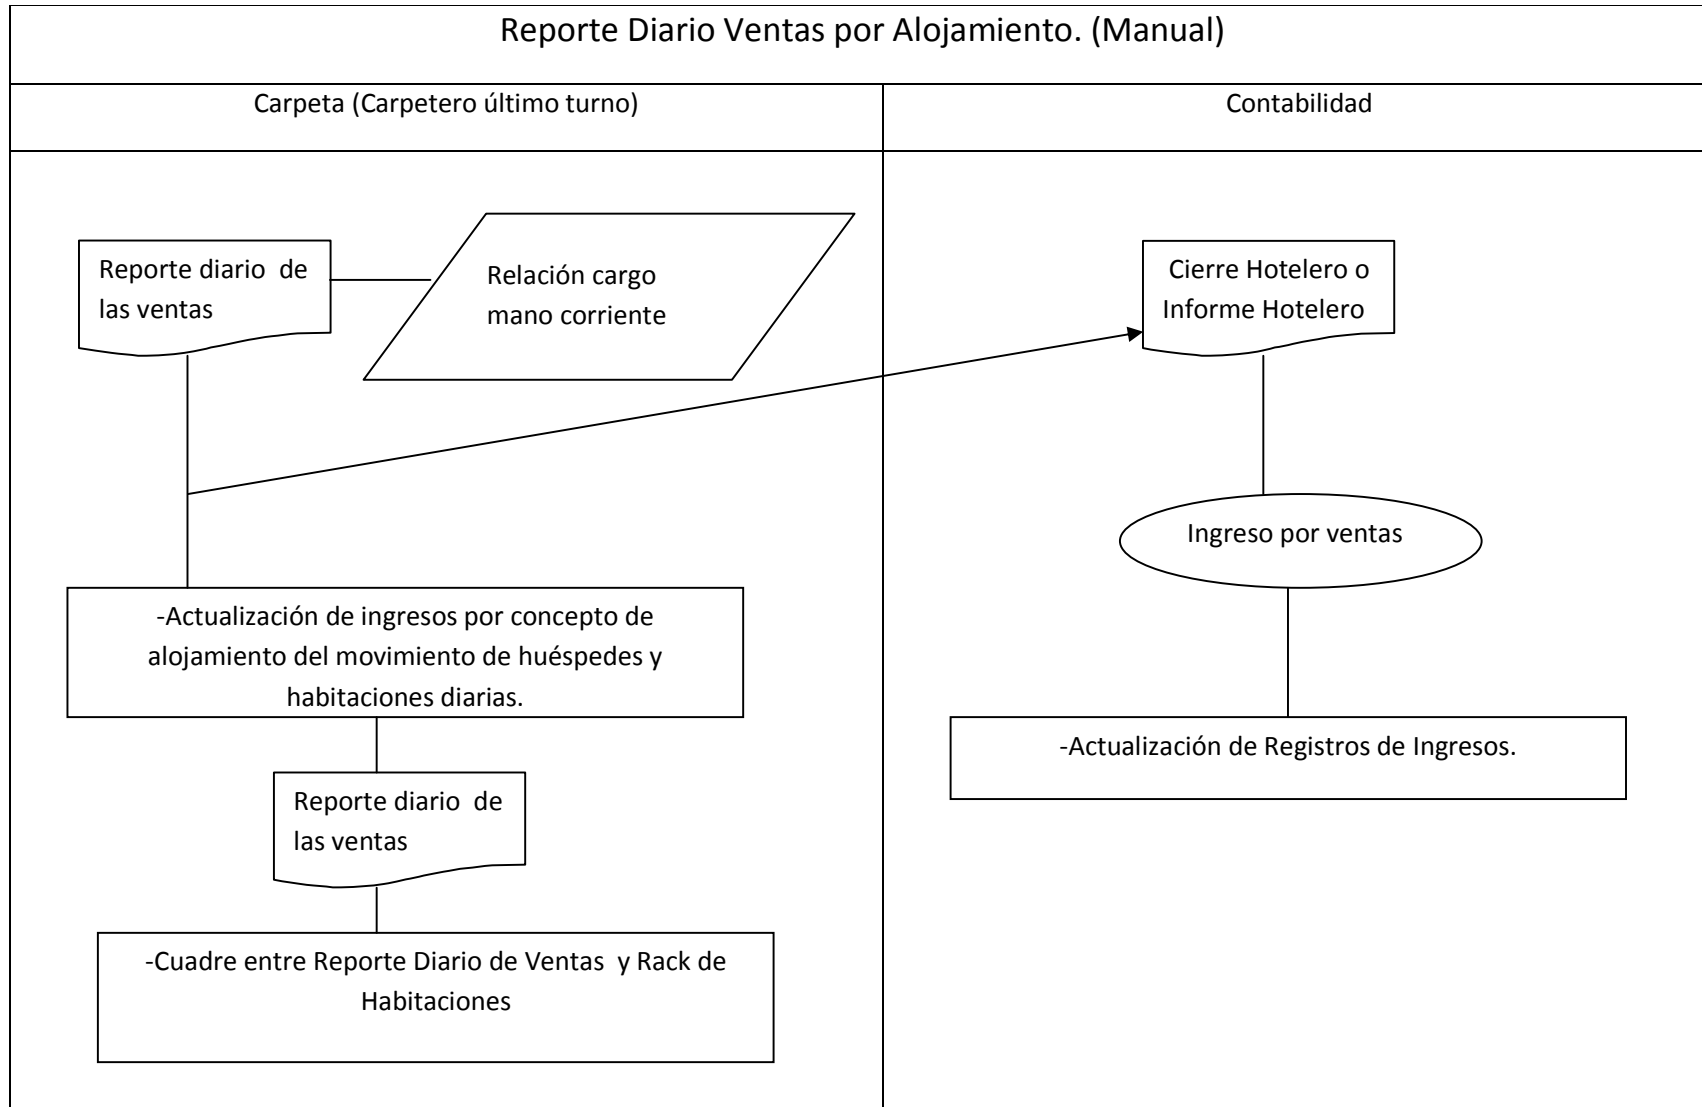 Reporte Diario Ventas por Alojamiento. (Manual)
Carpeta (Carpetero último turno)
Contabilidad
Reporte diario  de
las ventas
Relación cargo
mano corriente
Cierre Hotelero o
Informe Hotelero
Ingreso por ventas
-Actualización de ingresos por concepto de
alojamiento del movimiento de huéspedes y
habitaciones diarias.
-Actualización de Registros de Ingresos.
Reporte diario  de
las ventas
-Cuadre entre Reporte Diario de Ventas  y Rack de
Habitaciones